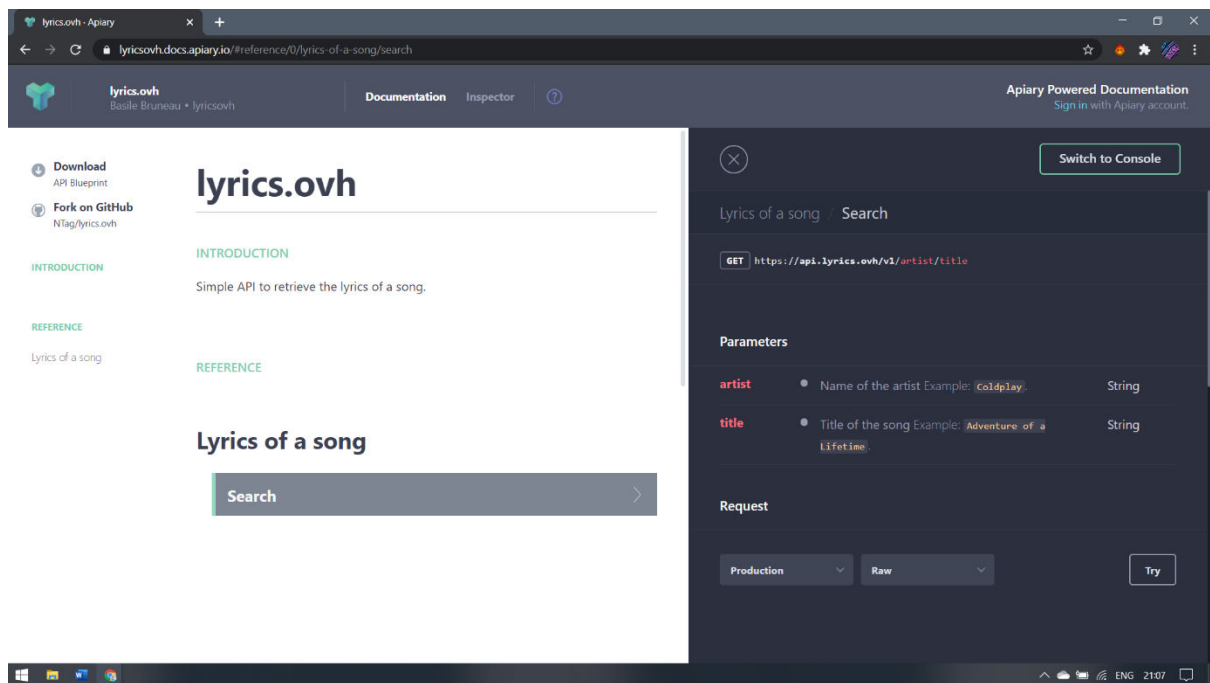 lyrics.ovh · Apiary
lyricsovh.docs.apiary.io/#reference/0/lyrics-of-a-song/search
lyrics.ovh
Basile Bruneau • lyricsovh
Documentation Inspector ?
Apiary Powered Documentation
Sign in with Apiary account.
Download
API Blueprint
Fork on GitHub
NTag/lyrics.ovh
INTRODUCTION
REFERENCE
Lyrics of a song
lyrics.ovh
INTRODUCTION
Simple API to retrieve the lyrics of a song.
REFERENCE
Lyrics of a song
Search
Switch to Console
Lyrics of a song / Search
GET https://api.lyrics.ovh/v1/artist/title
Parameters
artist Name of the artist Example: Coldplay. String
title Title of the song Example: Adventure of a String
Lifetime.
Request
Production Raw Try
ENG 21:07